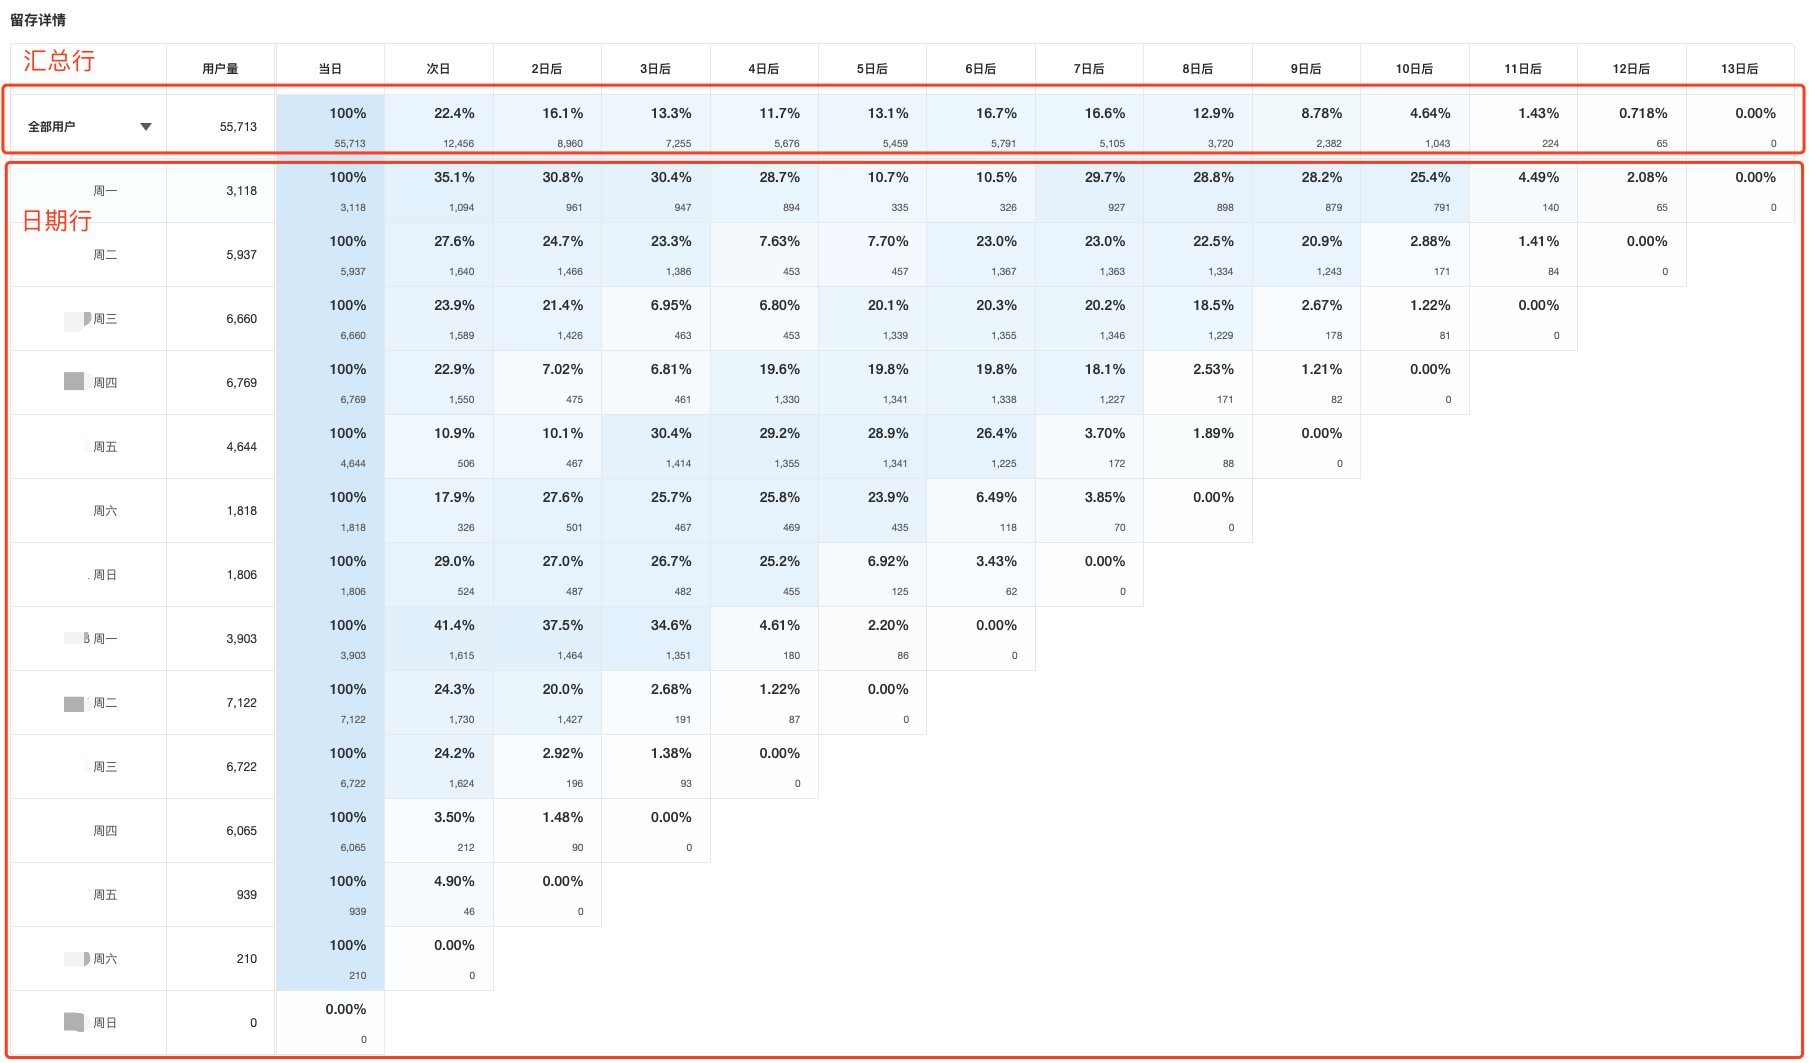 留存详情
汇总行
用户量 当日 次日 2日后 3日后 4日后 5日后 6日后 7日后 8日后 9日后 10日后 11日后 12日后 13日后
全部用户 55,713 100% 22.4% 16.1% 13.3% 11.7% 13.1% 16.7% 16.6% 12.9% 8.78% 4.64% 1.43% 0.718% 0.00%
55,713 12,456 8,960 7,255 5,676 5,459 5,791 5,105 3,720 2,382 1,043 224 65 0
周一 3,118 100% 35.1% 30.8% 30.4% 28.7% 10.7% 10.5% 29.7% 28.8% 28.2% 25.4% 4.49% 2.08% 0.00%
3,118 1,094 961 947 894 335 326 927 898 879 791 140 65 0
日期行
周二 5,937 100% 27.6% 24.7% 23.3% 7.63% 7.70% 23.0% 23.0% 22.5% 20.9% 2.88% 1.41% 0.00%
5,937 1,640 1,466 1,386 453 457 1,367 1,363 1,334 1,243 171 84 0
周三 6,660 100% 23.9% 21.4% 6.95% 6.80% 20.1% 20.3% 20.2% 18.5% 2.67% 1.22% 0.00%
6,660 1,589 1,426 463 453 1,339 1,355 1,346 1,229 178 81 0
周四 6,769 100% 22.9% 7.02% 6.81% 19.6% 19.8% 19.8% 18.1% 2.53% 1.21% 0.00%
6,769 1,550 475 461 1,330 1,341 1,338 1,227 171 82 0
周五 4,644 100% 10.9% 10.1% 30.4% 29.2% 28.9% 26.4% 3.70% 1.89% 0.00%
4,644 506 467 1,414 1,355 1,341 1,225 172 88 0
周六 1,818 100% 17.9% 27.6% 25.7% 25.8% 23.9% 6.49% 3.85% 0.00%
1,818 326 501 467 469 435 118 70 0
周日 1,806 100% 29.0% 27.0% 26.7% 25.2% 6.92% 3.43% 0.00%
1,806 524 487 482 455 125 62 0
周一 3,903 100% 41.4% 37.5% 34.6% 4.61% 2.20% 0.00%
3,903 1,615 1,464 1,351 180 86 0
周二 7,122 100% 24.3% 20.0% 2.68% 1.22% 0.00%
7,122 1,730 1,427 191 87 0
周三 6,722 100% 24.2% 2.92% 1.38% 0.00%
6,722 1,624 196 93 0
周四 6,065 100% 3.50% 1.48% 0.00%
6,065 212 90 0
周五 939 100% 4.90% 0.00%
939 46 0
周六 210 100% 0.00%
210 0
周日 0 0.00%
0